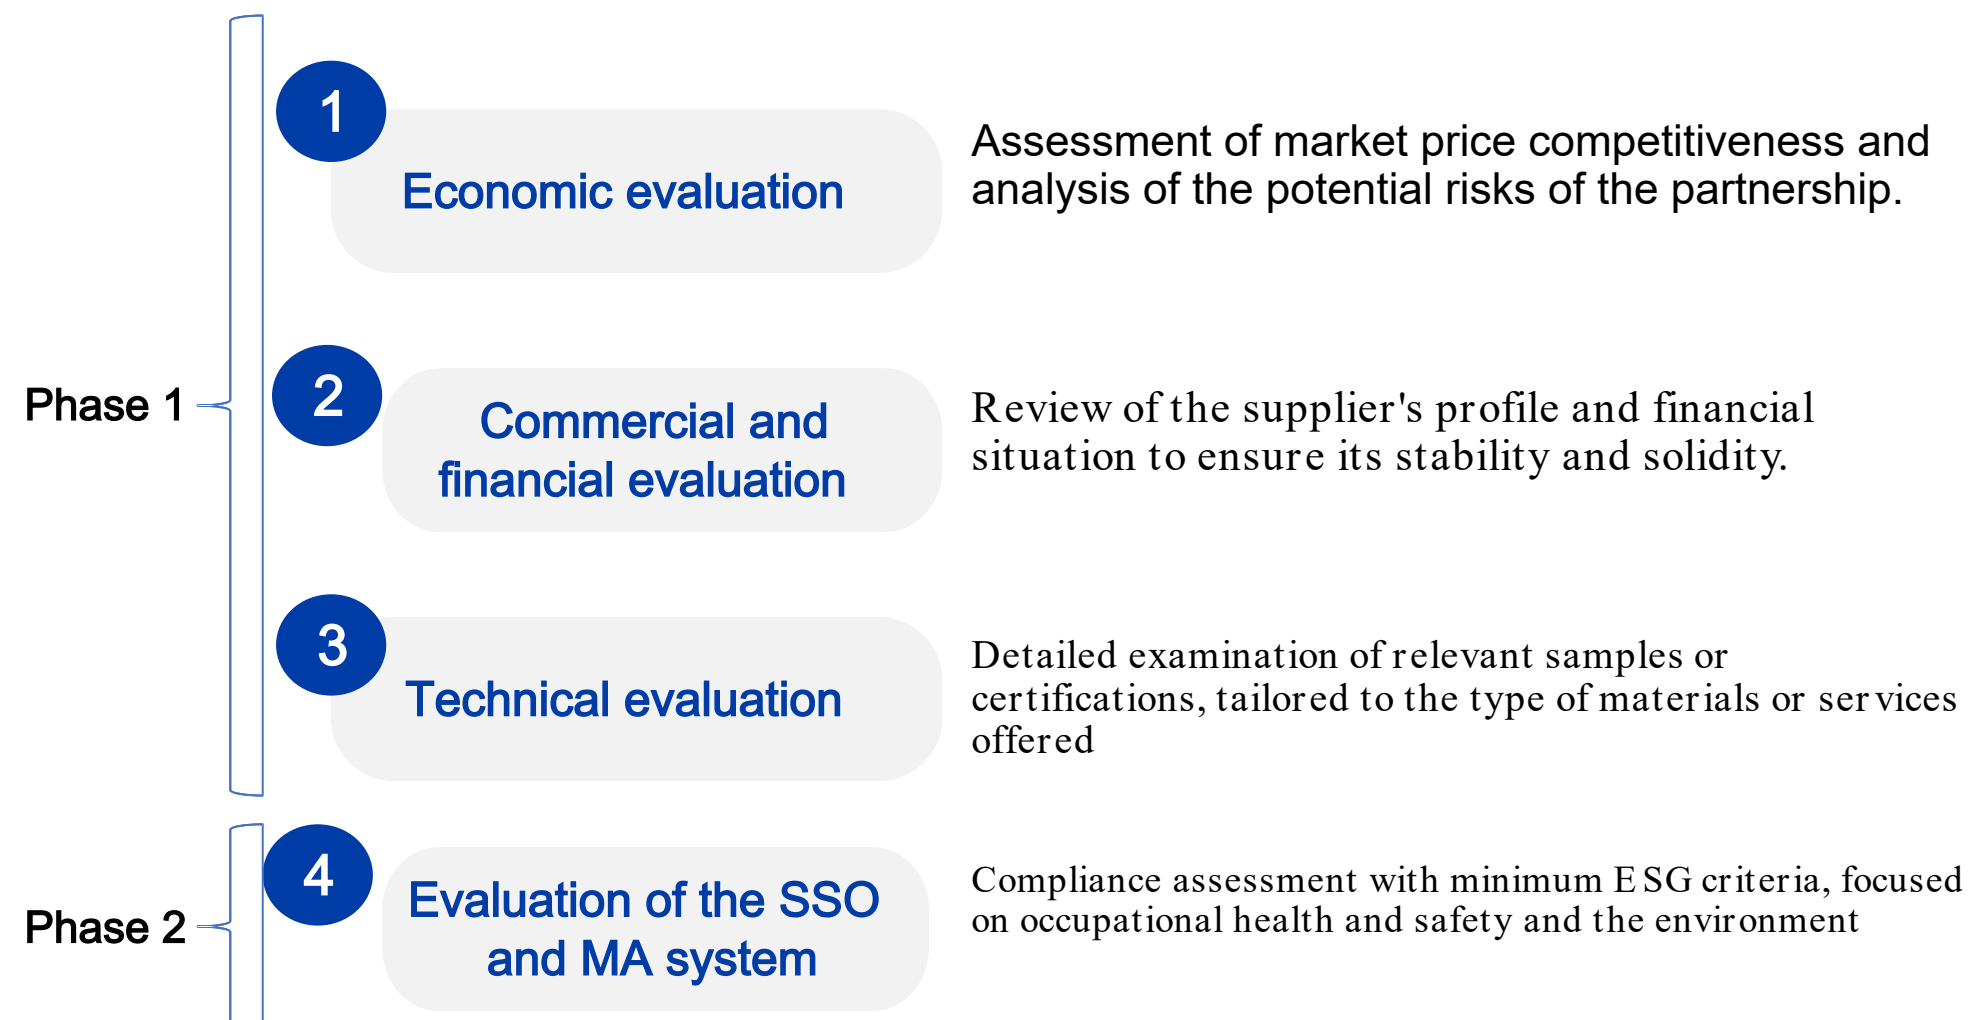 1
Economic evaluation
Assessment of market price competitiveness and
analysis of the potential risks of the partnership.
Phase 1
2
Commercial and
financial evaluation
Review of the supplier's profile and financial
situation to ensure its stability and solidity.
3
Technical evaluation
Detailed examination of relevant samples or
certifications, tailored to the type of materials or services
offered
Phase 2
4
Evaluation of the SSO
and MA system
Compliance assessment with minimum ESG criteria, focused
on occupational health and safety and the environment